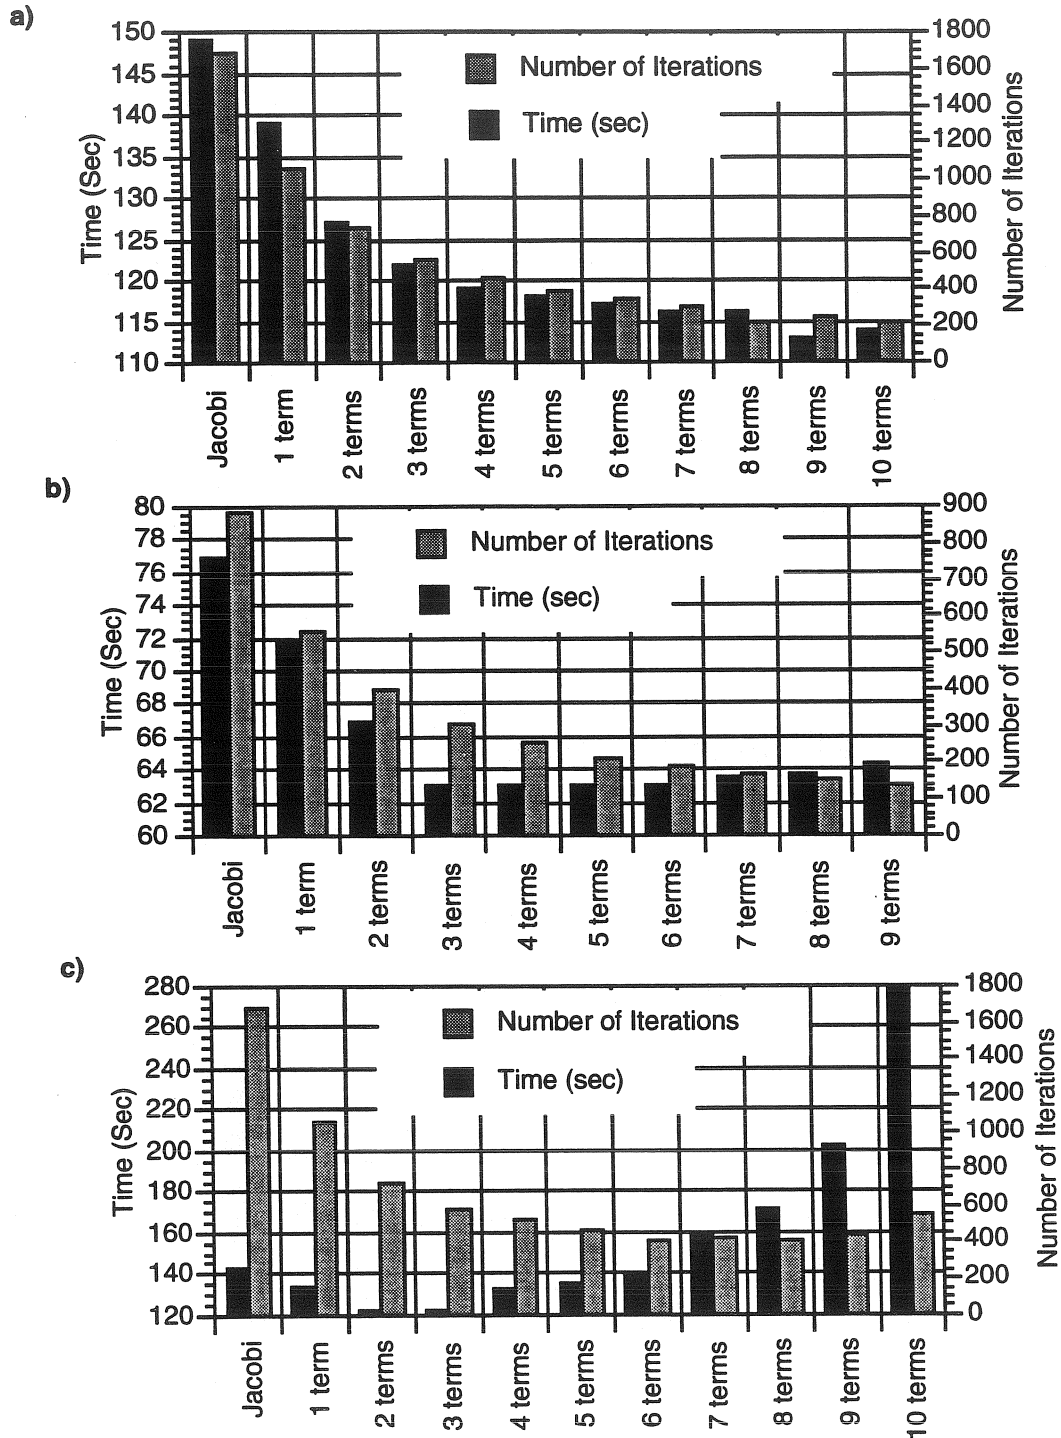 a)
150
145
140
135
130
125
120
115
110
Time (Sec)
Number of Iterations
Time (sec)
1800
1600
1400
1200
1000
800
600
400
200
0
Number of Iterations
Jacobi
1 term
2 terms
3 terms
4 terms
5 terms
6 terms
7 terms
8 terms
9 terms
10 terms
b)
80
78
76
74
72
70
68
66
64
62
60
Time (Sec)
Number of Iterations
Time (sec)
900
800
700
600
500
400
300
200
100
0
Number of Iterations
Jacobi
1 term
2 terms
3 terms
4 terms
5 terms
6 terms
7 terms
8 terms
9 terms
c)
280
260
240
220
200
180
160
140
120
Time (Sec)
Number of Iterations
Time (sec)
1800
1600
1400
1200
1000
800
600
400
200
0
Number of Iterations
Jacobi
1 term
2 terms
3 terms
4 terms
5 terms
6 terms
7 terms
8 terms
9 terms
10 terms